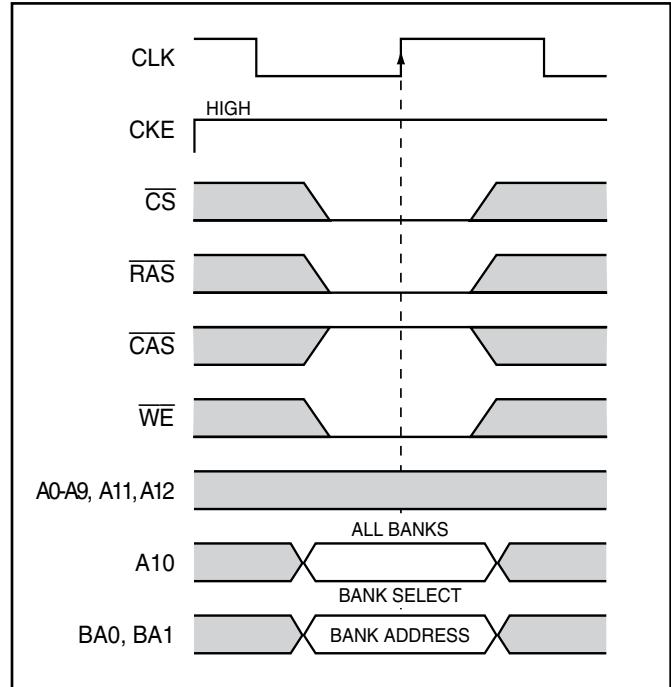 CLK
HIGH
CKE
CS
RAS
CAS
WE
A0-A9, A11, A12
ALL BANKS
A10
BANK SELECT
BA0, BA1 BANK ADDRESS